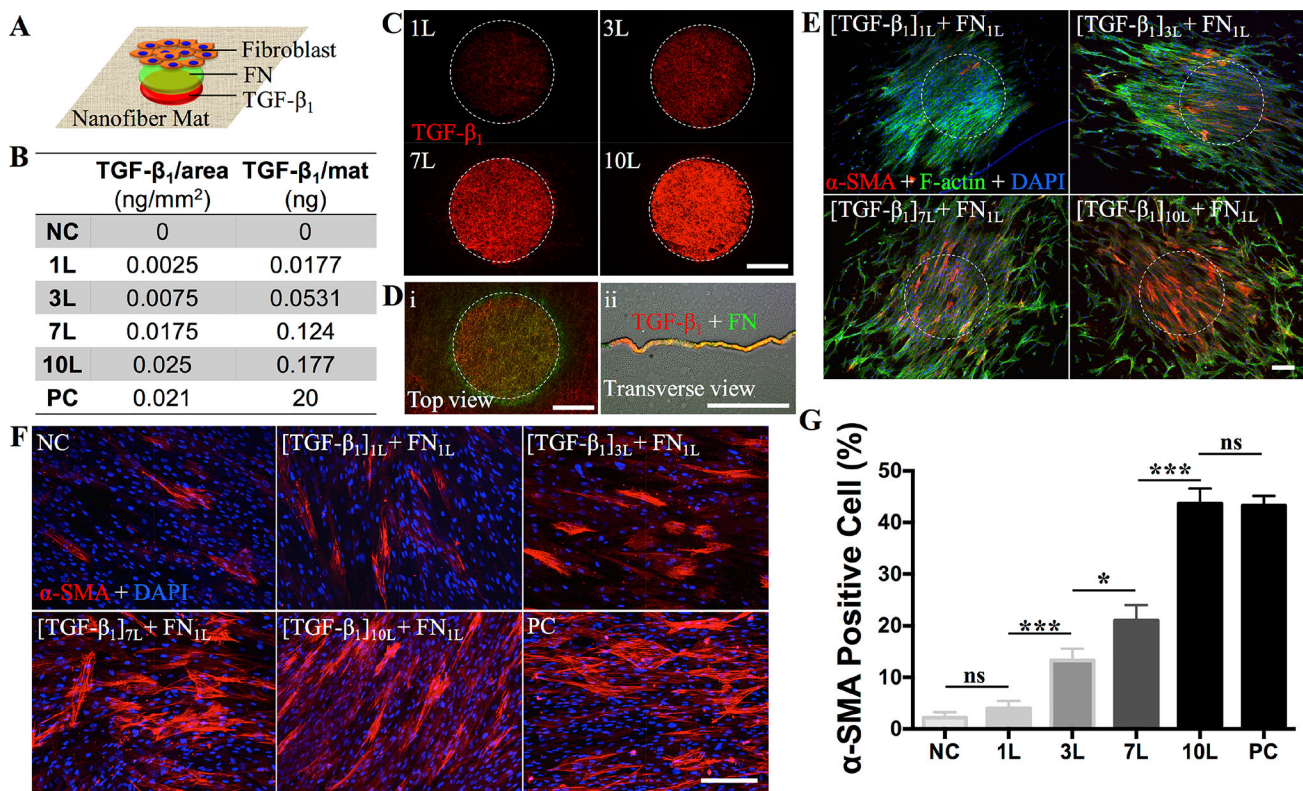 A
Fibroblast
FN
TGF-β₁
Nanofiber Mat
B
TGF-β₁/area TGF-β₁/mat
(ng/mm²) (ng)
NC 0 0
1L 0.0025 0.0177
3L 0.0075 0.0531
7L 0.0175 0.124
10L 0.025 0.177
PC 0.021 20
C
1L 3L
TGF-β₁
7L 10L
D
i ii
TGF-β₁ + FN
Top view Transverse view
E
[TGF-β₁]₁L + FN₁L [TGF-β₁]₃L + FN₁L
α-SMA + F-actin + DAPI
[TGF-β₁]₇L + FN₁L [TGF-β₁]₁₀L + FN₁L
F
NC [TGF-β₁]₁L + FN₁L [TGF-β₁]₃L + FN₁L
α-SMA + DAPI
[TGF-β₁]₇L + FN₁L [TGF-β₁]₁₀L + FN₁L PC
G
α-SMA Positive Cell (%)
50
40
30
20
10
0
ns
***
*
***
ns
NC 1L 3L 7L 10L PC